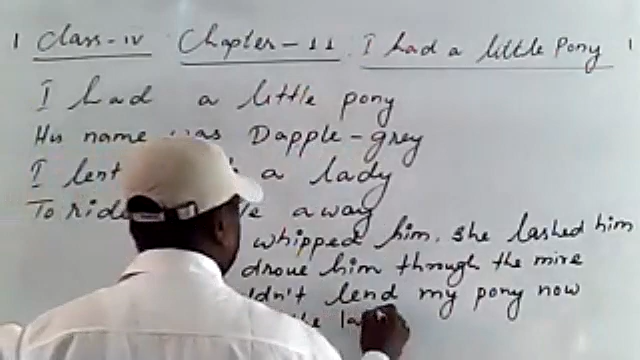 Class-IV Chapter-11 I had a little Pony
I had a little pony
His name was Dapple-grey
I lent a lady
To ride away
whipped him. She lashed him
drove him through the mire
lend my pony now